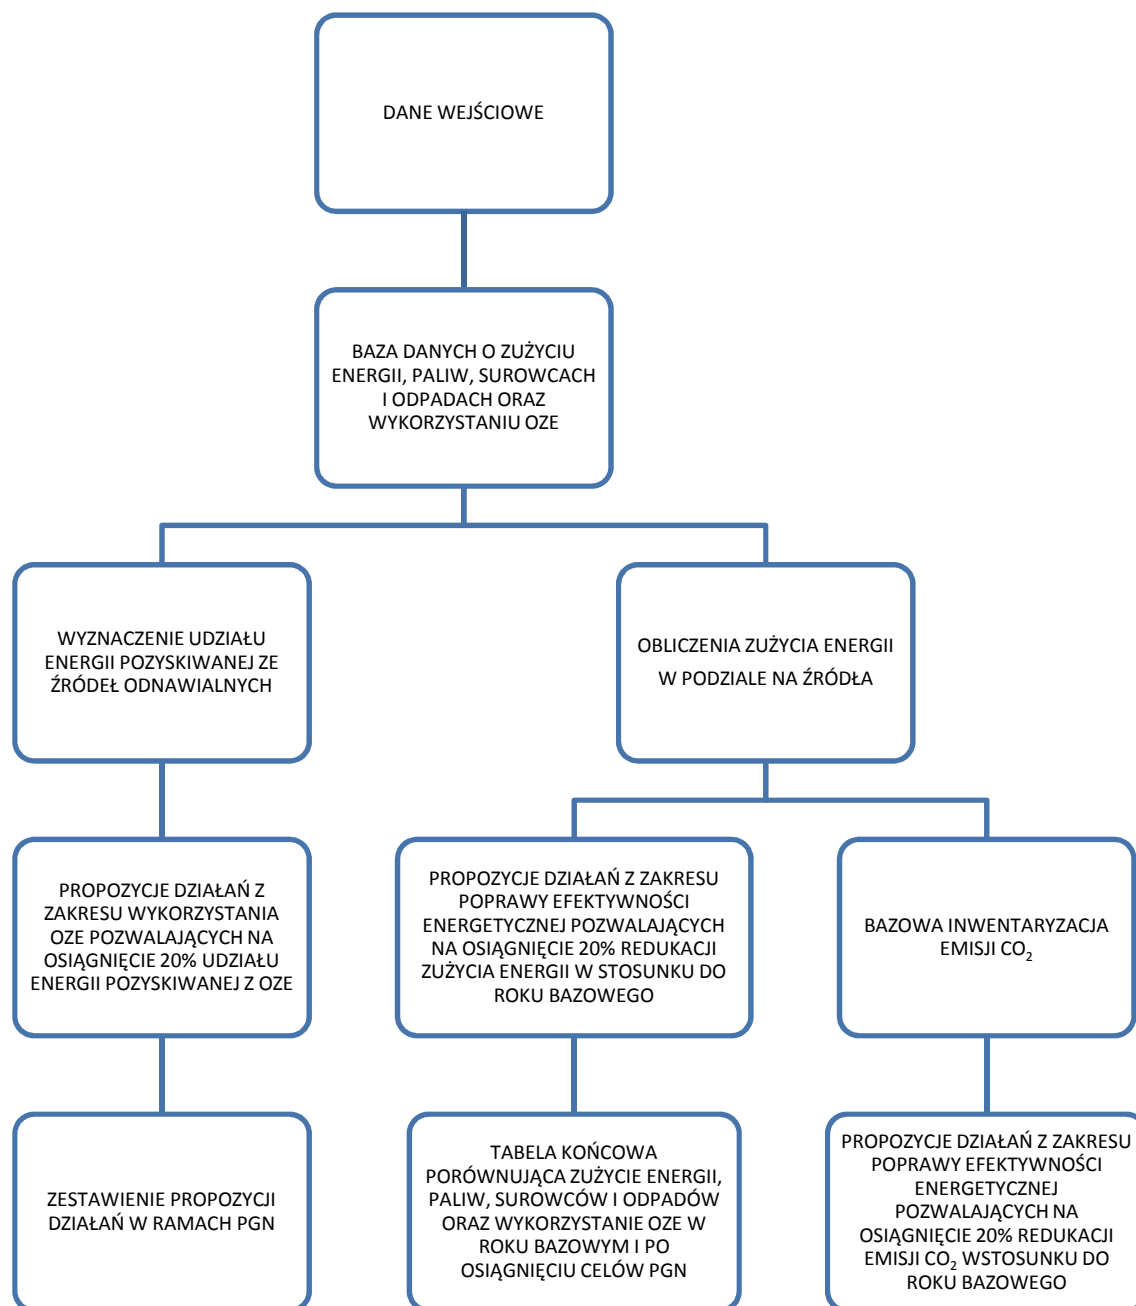 DANE WEJŚCIOWE
BAZA DANYCH O ZUŻYCIU
ENERGII, PALIW, SUROWCACH
I ODPADACH ORAZ
WYKORZYSTANIU OZE
WYZNACZENIE UDZIAŁU
ENERGII POZYSKIWANEJ ZE
ŹRÓDEŁ ODNAWIALNYCH
OBLICZENIA ZUŻYCIA ENERGII
W PODZIALE NA ŹRÓDŁA
PROPOZYCJE DZIAŁAŃ Z
ZAKRESU WYKORZYSTANIA
OZE POZWALAJĄCYCH NA
OSIĄGNIĘCIE 20% UDZIAŁU
ENERGII POZYSKIWANEJ Z OZE
PROPOZYCJE DZIAŁAŃ Z ZAKRESU
POPRAWY EFEKTYWNOŚCI
ENERGETYCZNEJ POZWALAJĄCYCH
NA OSIĄGNIĘCIE 20% REDUKACJI
ZUŻYCIA ENERGII W STOSUNKU DO
ROKU BAZOWEGO
BAZOWA INWENTARYZACJA
EMISJI CO₂
ZESTAWIENIE PROPOZYCJI
DZIAŁAŃ W RAMACH PGN
TABELA KOŃCOWA
PORÓWNUJĄCA ZUŻYCIE ENERGII,
PALIW, SUROWCÓW I ODPADÓW
ORAZ WYKORZYSTANIE OZE W
ROKU BAZOWYM I PO
OSIĄGNIĘCIU CELÓW PGN
PROPOZYCJE DZIAŁAŃ Z ZAKRESU
POPRAWY EFEKTYWNOŚCI
ENERGETYCZNEJ
POZWALAJĄCYCH NA
OSIĄGNIĘCIE 20% REDUKACJI
EMISJI CO₂ WSTOSUNKU DO
ROKU BAZOWEGO